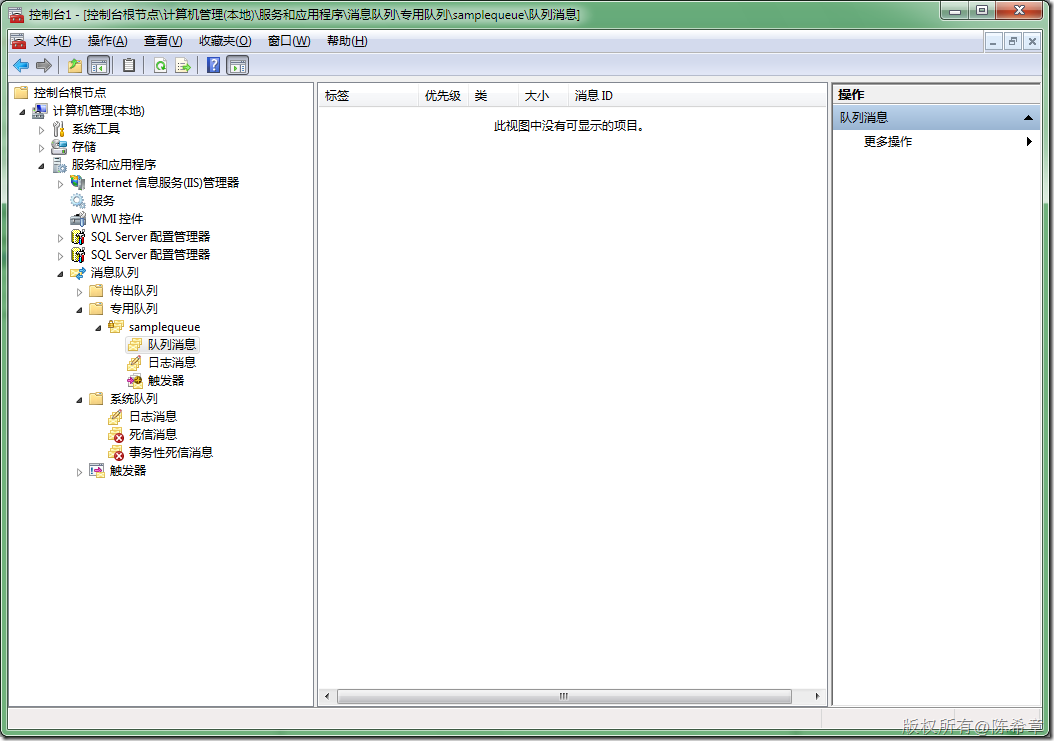 控制台1 - [控制台根节点\计算机管理(本地)\服务和应用程序\消息队列\专用队列\samplequeue\队列消息]
文件(F) 操作(A) 查看(V) 收藏夹(O) 窗口(W) 帮助(H)
控制台根节点
计算机管理(本地)
系统工具
存储
服务和应用程序
Internet 信息服务(IIS)管理器
服务
WMI 控件
SQL Server 配置管理器
SQL Server 配置管理器
消息队列
传出队列
专用队列
samplequeue
队列消息
日志消息
触发器
系统队列
日志消息
死信消息
事务性死信消息
触发器
标签 优先级 类 大小 消息 ID
此视图中没有可显示的项目。
操作
队列消息
更多操作
版权所有@陈希章